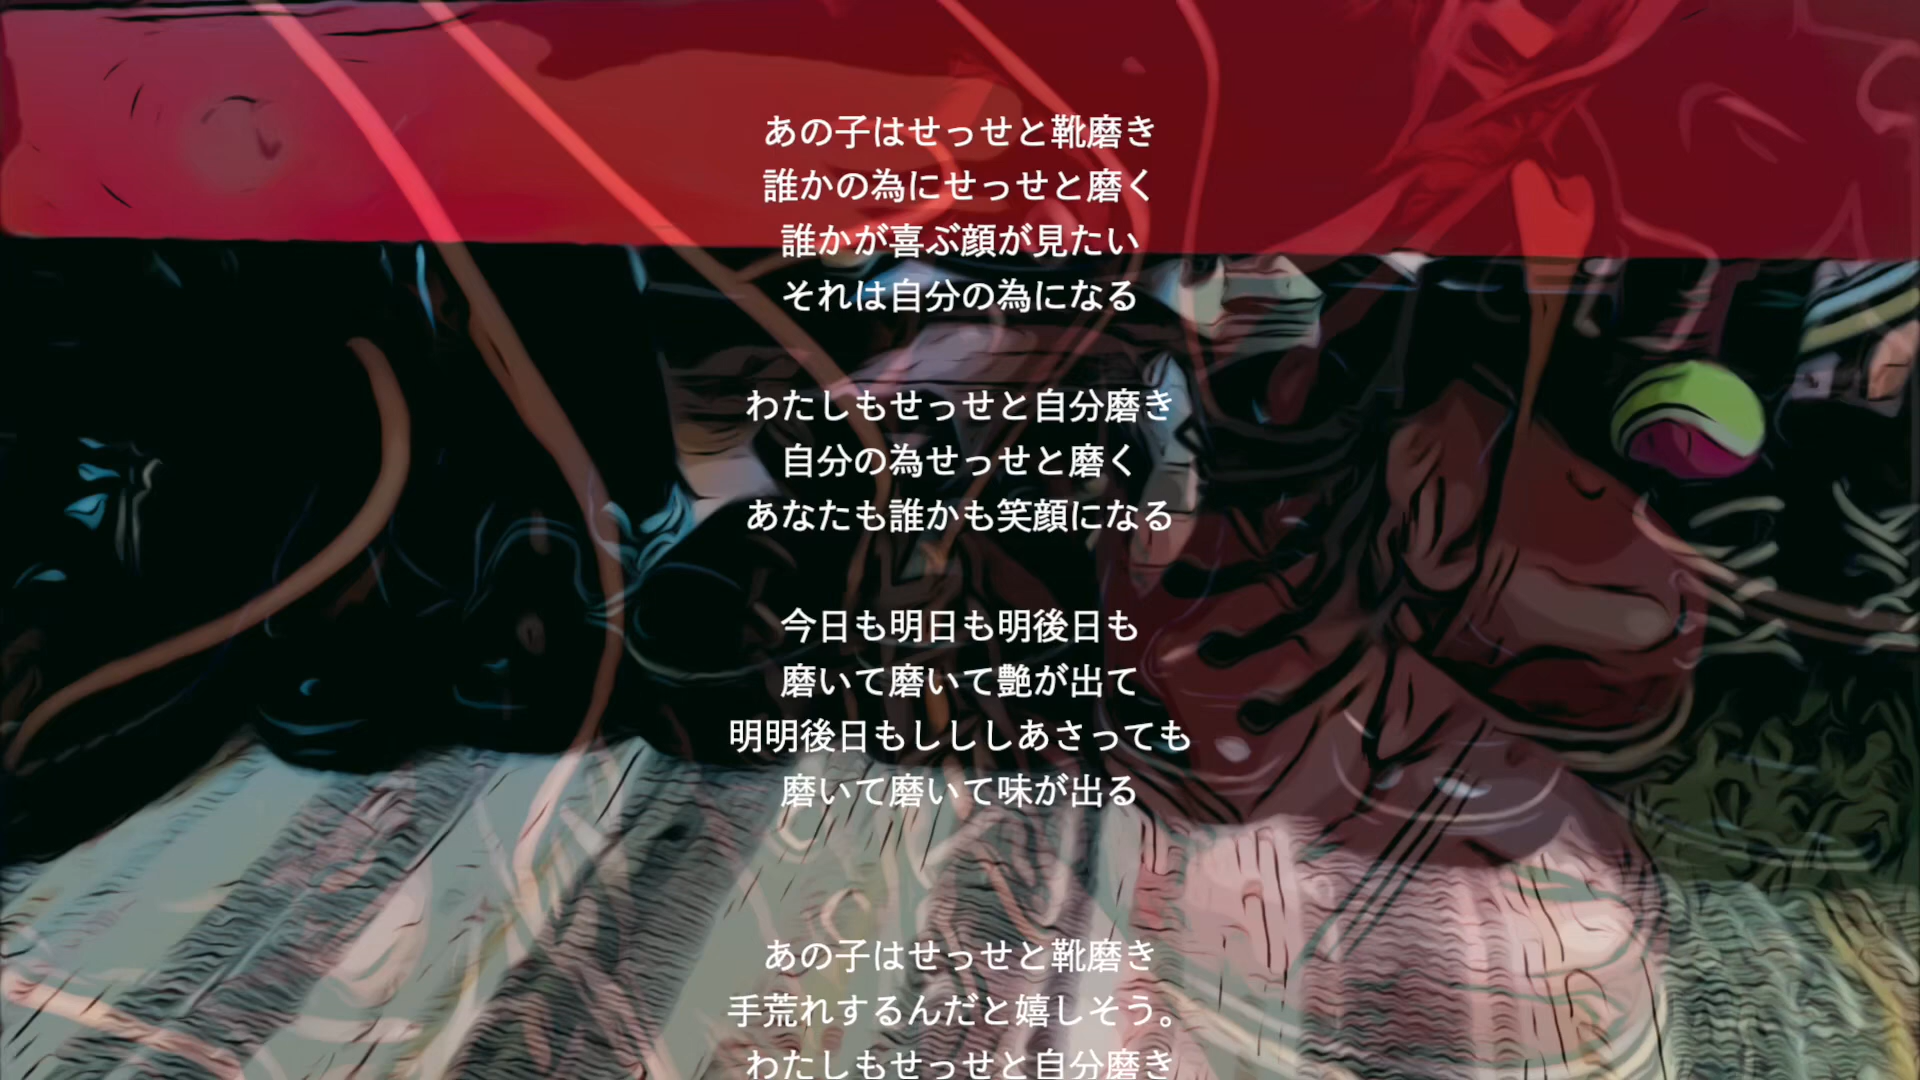 あの子はせっせと靴磨き
誰かの為にせっせと磨く
誰かが喜ぶ顔が見たい
それは自分の為になる
わたしもせっせと自分磨き
自分の為せっせと磨く
あなたも誰かも笑顔になる
今日も明日も明後日も
磨いて磨いて艶が出て
明明後日もしししあさっても
磨いて磨いて味が出る
あの子はせっせと靴磨き
手荒れするんだと嬉しそう。
わたしもせっせと自分磨き